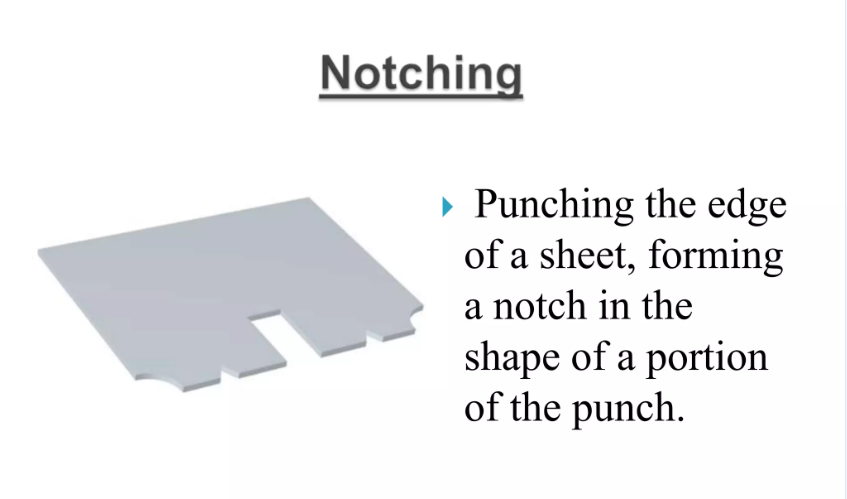 Notching
Punching the edge
of a sheet, forming
a notch in the
shape of a portion
of the punch.